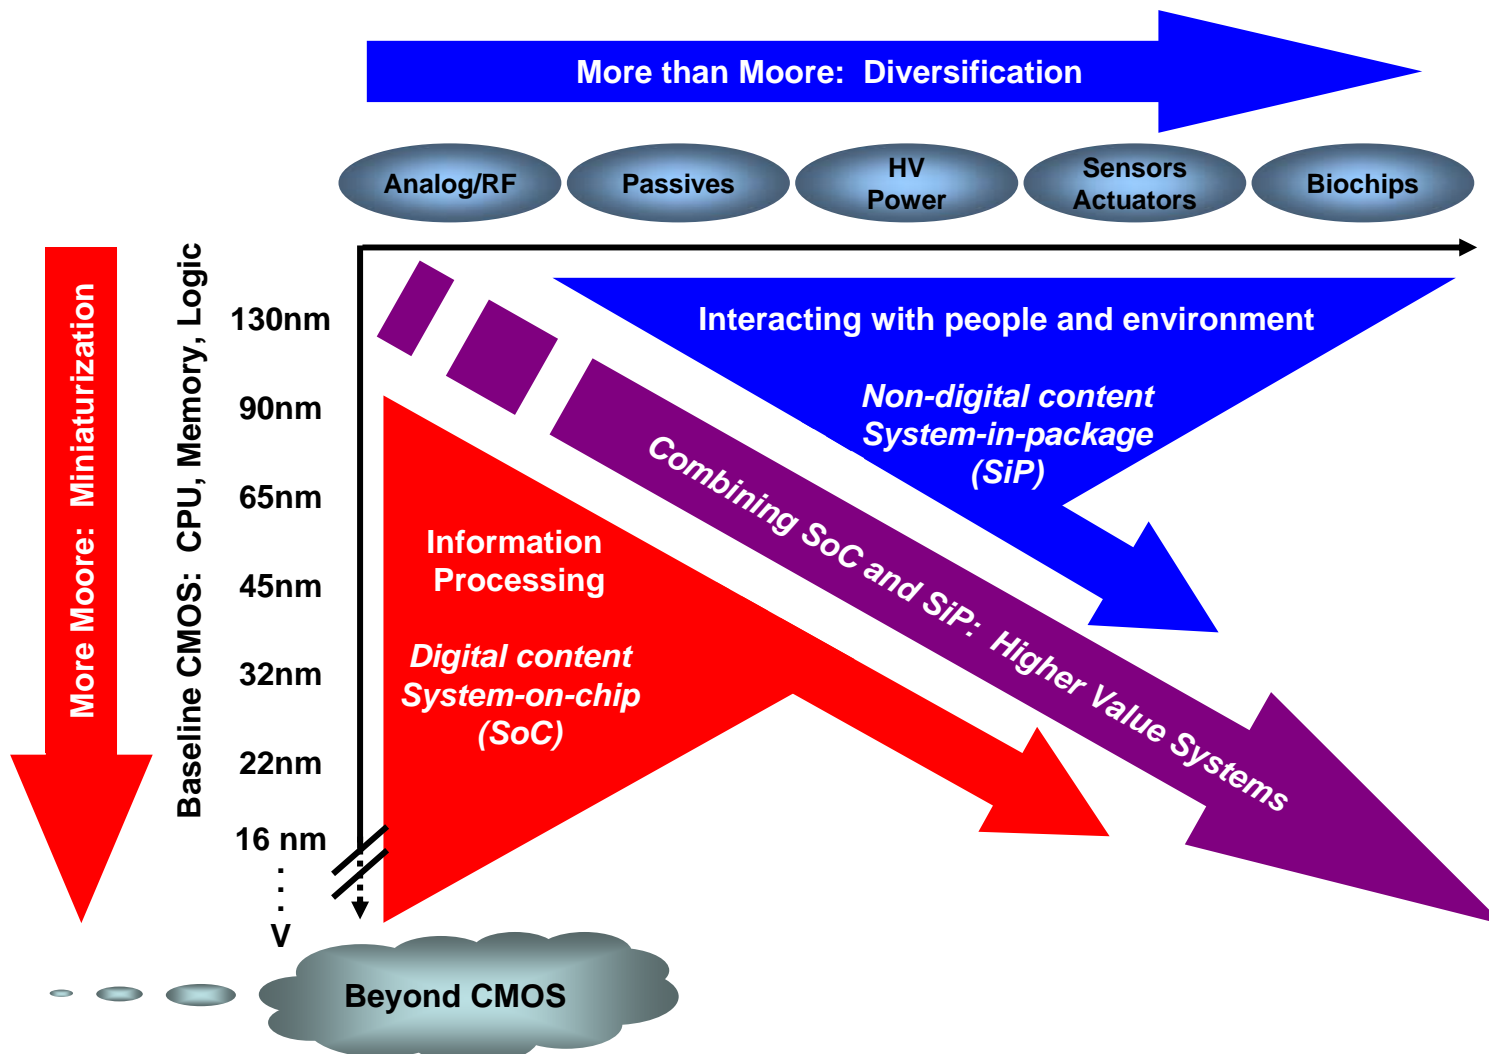 More than Moore:  Diversification
Analog/RF
Passives
HV
Power
Sensors
Actuators
Biochips
More Moore:  Miniaturization
Baseline CMOS:  CPU, Memory, Logic
130nm
90nm
65nm
45nm
32nm
22nm
16 nm
.
.
.
V
Interacting with people and environment
Non-digital content
System-in-package
(SiP)
Combining SoC and SiP:  Higher Value Systems
Information
Processing
Digital content
System-on-chip
(SoC)
Beyond CMOS